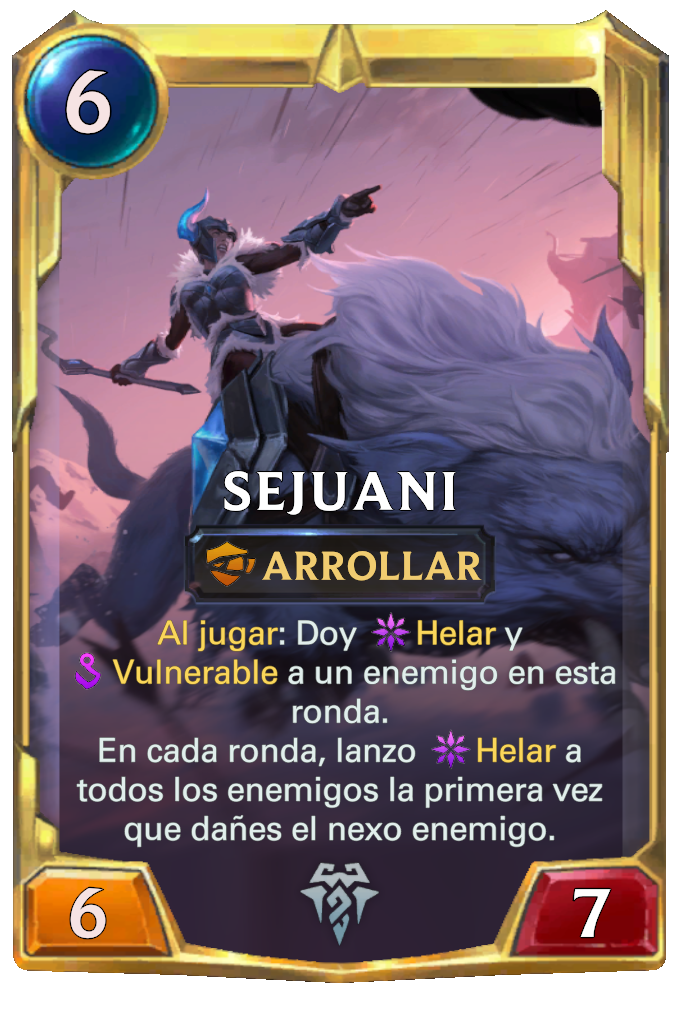 6
SEJUANI
ARROLLAR
Al jugar: Doy Helar y
Vulnerable a un enemigo en esta
ronda.
En cada ronda, lanzo Helar a
todos los enemigos la primera vez
que dañes el nexo enemigo.
6
7